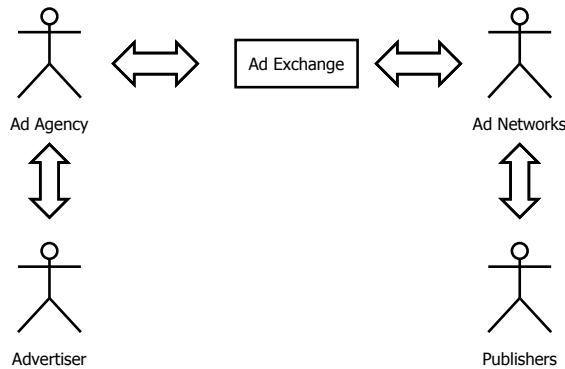 Ad Exchange
Ad Agency
Ad Networks
Advertiser
Publishers